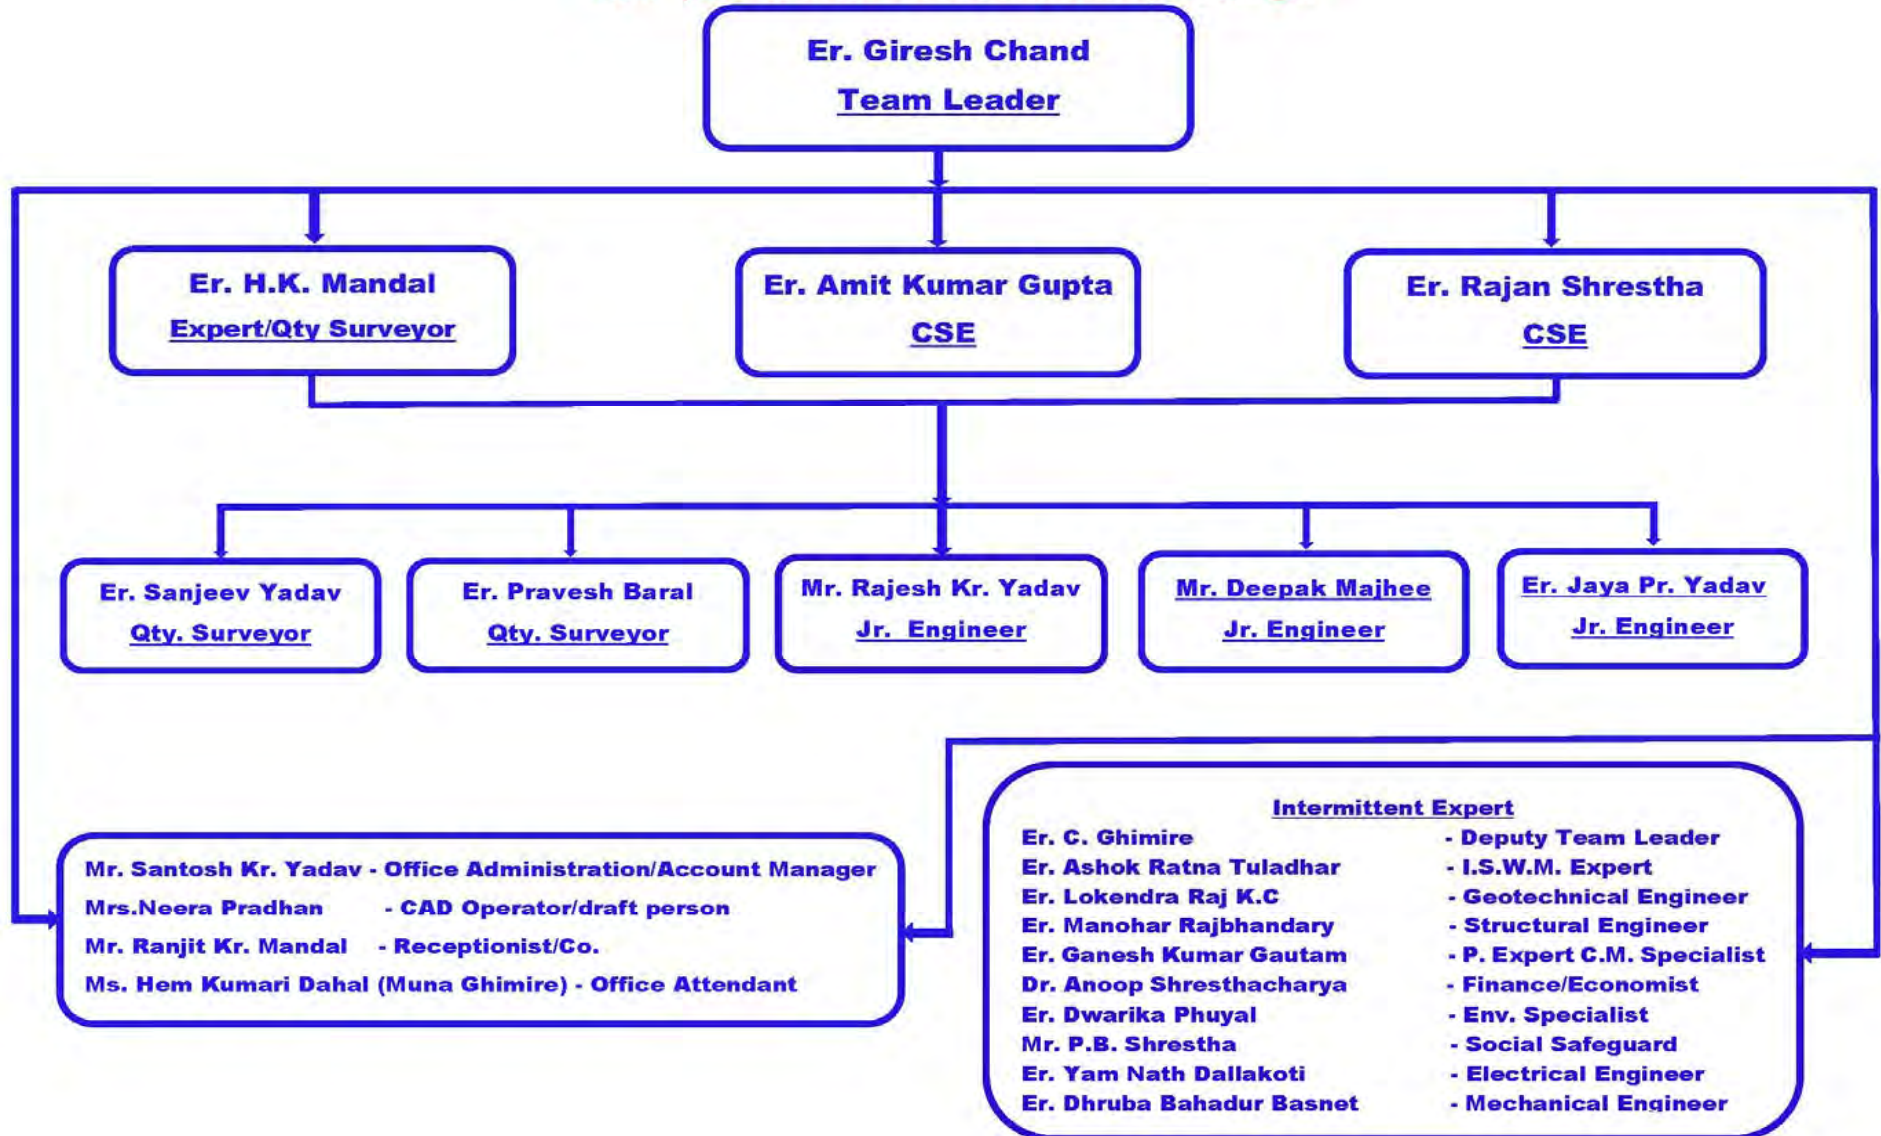 Er. Giresh Chand
Team Leader
Er. H.K. Mandal
Expert/Qty Surveyor
Er. Amit Kumar Gupta
CSE
Er. Rajan Shrestha
CSE
Er. Sanjeev Yadav
Qty. Surveyor
Er. Pravesh Baral
Qty. Surveyor
Mr. Rajesh Kr. Yadav
Jr. Engineer
Mr. Deepak Majhee
Jr. Engineer
Er. Jaya Pr. Yadav
Jr. Engineer
Mr. Santosh Kr. Yadav - Office Administration/Account Manager
Mrs.Neera Pradhan - CAD Operator/draft person
Mr. Ranjit Kr. Mandal - Receptionist/Co.
Ms. Hem Kumari Dahal (Muna Ghimire) - Office Attendant
Intermittent Expert
Er. C. Ghimire - Deputy Team Leader
Er. Ashok Ratna Tuladhar - I.S.W.M. Expert
Er. Lokendra Raj K.C - Geotechnical Engineer
Er. Manohar Rajbhandary - Structural Engineer
Er. Ganesh Kumar Gautam - P. Expert C.M. Specialist
Dr. Anoop Shresthacharya - Finance/Economist
Er. Dwarika Phuyal - Env. Specialist
Mr. P.B. Shrestha - Social Safeguard
Er. Yam Nath Dallakoti - Electrical Engineer
Er. Dhruba Bahadur Basnet - Mechanical Engineer